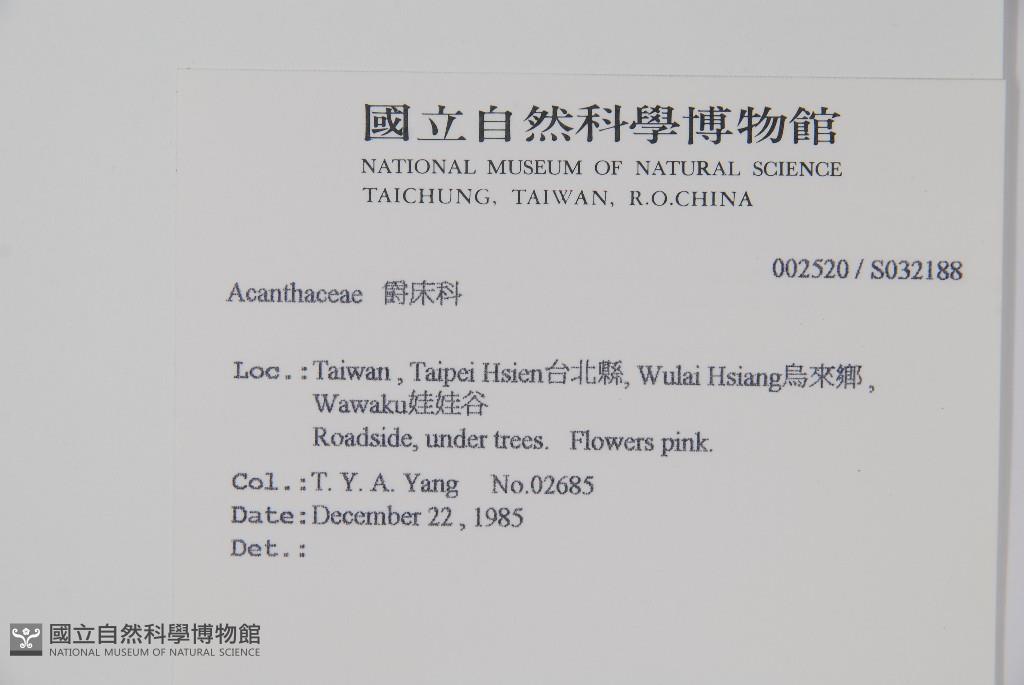 國立自然科學博物館
NATIONAL MUSEUM OF NATURAL SCIENCE
TAICHUNG, TAIWAN, R.O.CHINA
002520 / S032188
Acanthaceae 爵床科
Loc.: Taiwan , Taipei Hsien台北縣, Wulai Hsiang烏來鄉 ,
Wawaku娃娃谷
Roadside, under trees. Flowers pink.
Col.: T. Y. A. Yang No.02685
Date: December 22 , 1985
Det.:
國立自然科學博物館
NATIONAL MUSEUM OF NATURAL SCIENCE